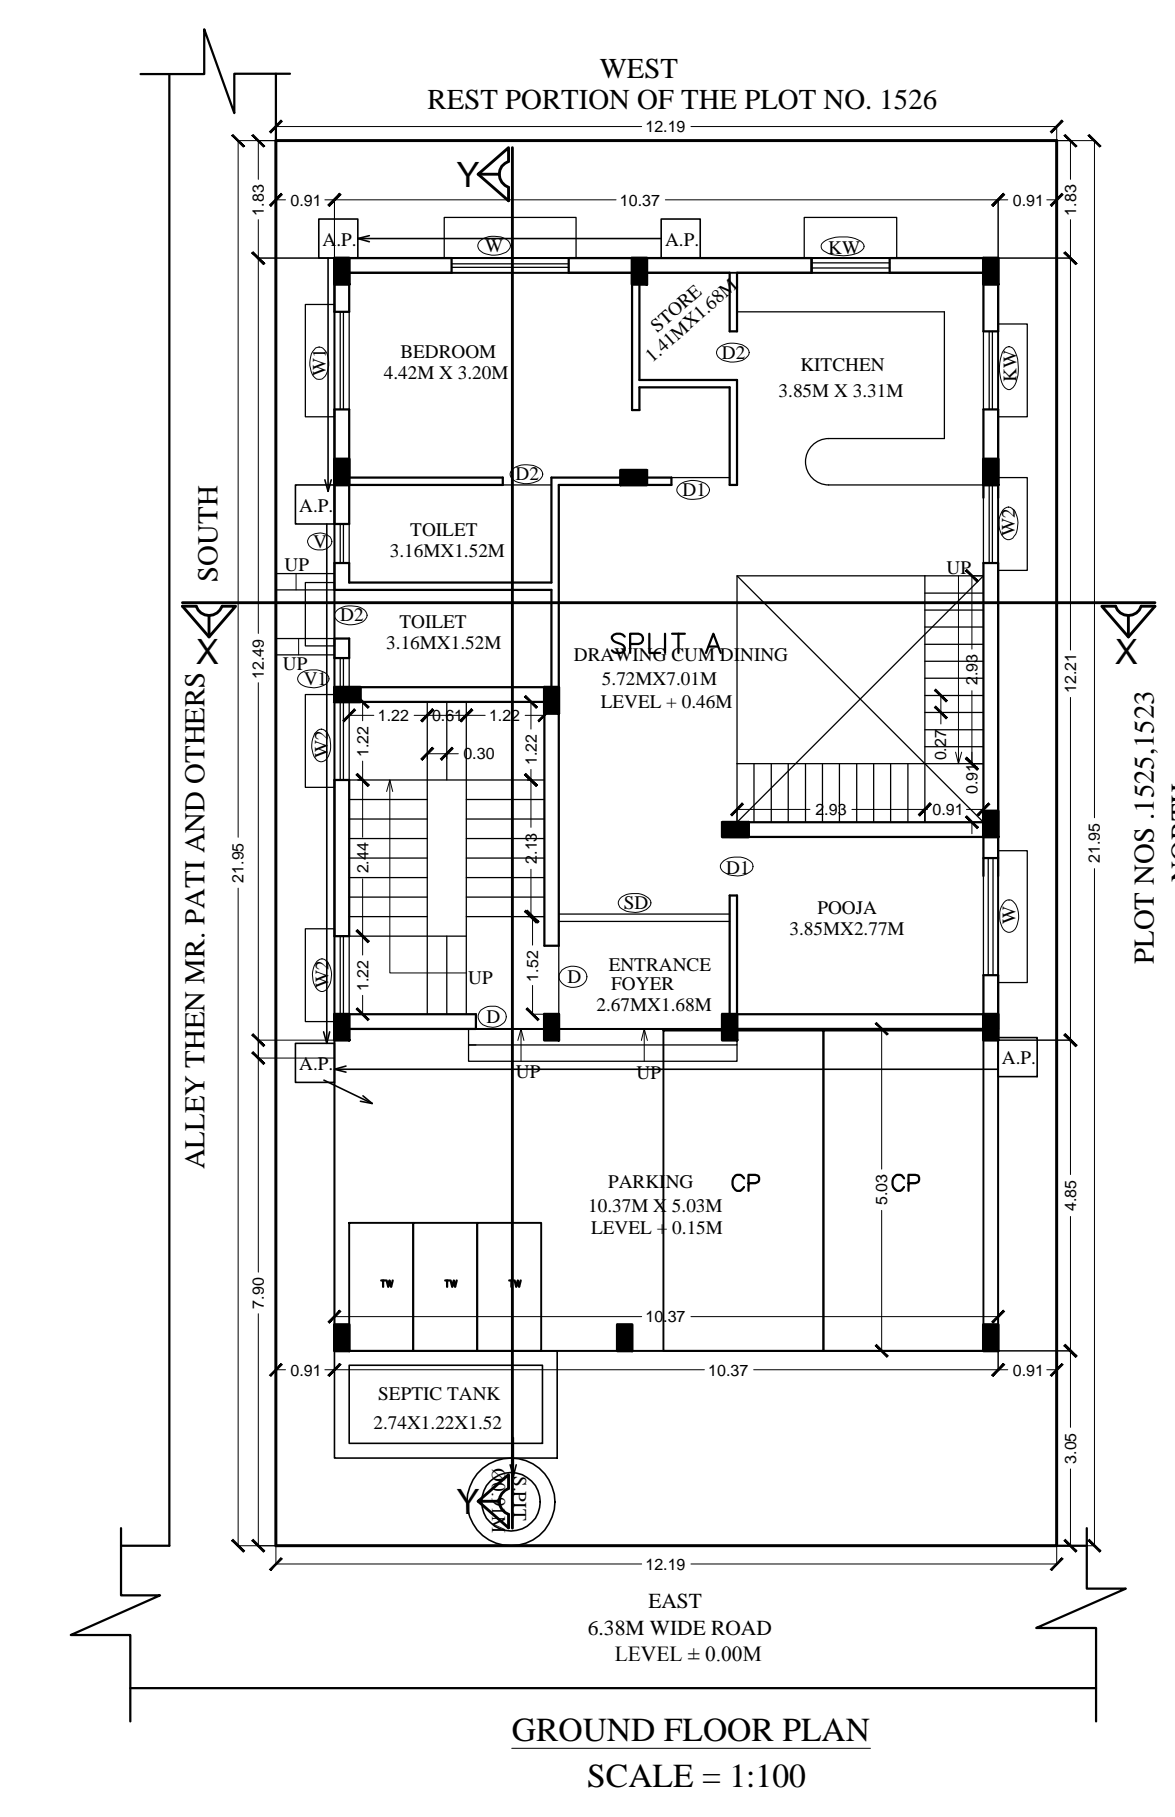 WEST
REST PORTION OF THE PLOT NO. 1526
12.19
Y
0.91
10.37
0.91
1.83
1.83
A.P.
W
A.P.
KW
STORE
1.41MX1.68M
W1
BEDROOM
4.42M X 3.20M
D2
KITCHEN
3.85M X 3.31M
KW
D2
D1
A.P.
SOUTH
TOILET
3.16MX1.52M
V
W2
UP
UP
D2
TOILET
3.16MX1.52M
SPLIT A
DRAWING CUM DINING
5.72MX7.01M
LEVEL + 0.46M
X
X
UP
V1
12.49
12.21
2.93
1.22
0.61
1.22
1.22
1.22
0.30
W2
0.27
0.91
2.93
0.91
ALLEY THEN MR. PATI AND OTHERS
21.95
21.95
PLOT NOS .1525,1523
NORTH
2.44
2.13
D1
SD
POOJA
3.85MX2.77M
W
W2
1.22
UP
1.52
D
ENTRANCE
FOYER
2.67MX1.68M
D
A.P.
UP
UP
A.P.
PARKING
10.37M X 5.03M
LEVEL + 0.15M
CP
5.03
CP
4.85
7.90
TW
TW
TW
10.37
0.91
10.37
0.91
SEPTIC TANK
2.74X1.22X1.52
3.05
Y
S.PIT
12.19
EAST
6.38M WIDE ROAD
LEVEL ± 0.00M
GROUND FLOOR PLAN
SCALE = 1:100